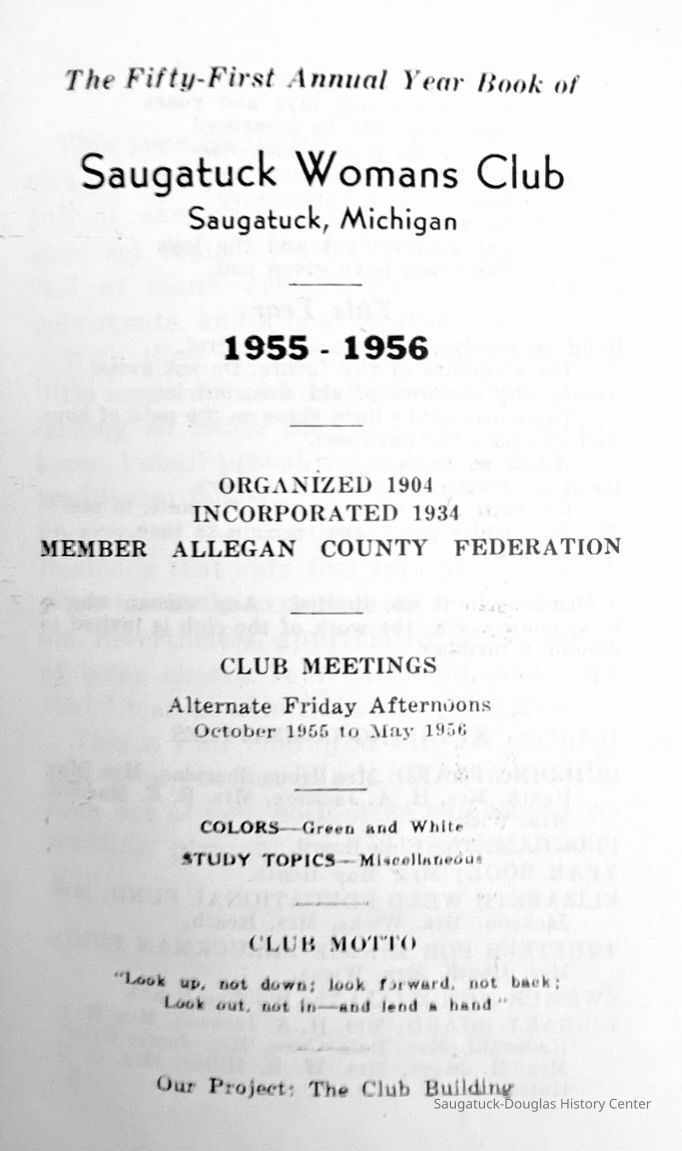 The Fifty-First Annual Year Book of
Saugatuck Womans Club
Saugatuck, Michigan
1955 - 1956
ORGANIZED 1904
INCORPORATED 1934
MEMBER ALLEGAN COUNTY FEDERATION
CLUB MEETINGS
Alternate Friday Afternoons
October 1955 to May 1956
COLORS—Green and White
STUDY TOPICS—Miscellaneous
CLUB MOTTO
"Look up, not down; look forward, not back;
Look out, not in—and lend a hand"
Our Project: The Club Building
Saugatuck-Douglas History Center